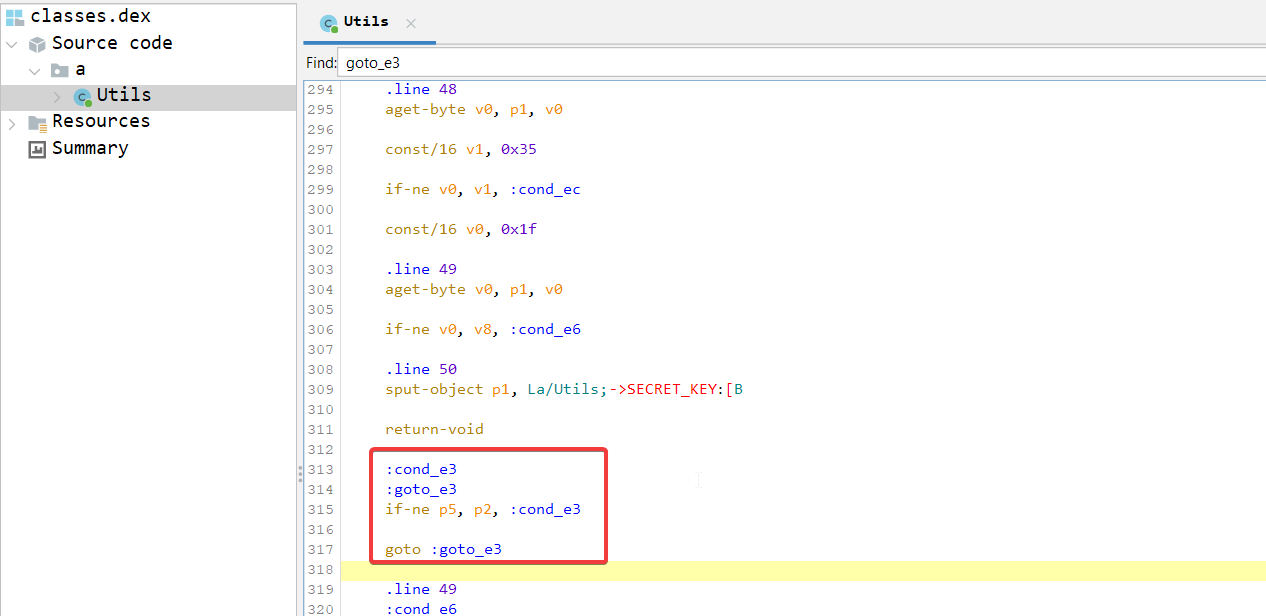 classes.dex
Source code
a
Utils
Resources
Summary
Utils
Find: goto_e3
294 .line 48
295 aget-byte v0, p1, v0
296
297 const/16 v1, 0x35
298
299 if-ne v0, v1, :cond_ec
300
301 const/16 v0, 0x1f
302
303 .line 49
304 aget-byte v0, p1, v0
305
306 if-ne v0, v8, :cond_e6
307
308 .line 50
309 sput-object p1, La/Utils;->SECRET_KEY:[B
310
311 return-void
312
313 :cond_e3
314 :goto_e3
315 if-ne p5, p2, :cond_e3
316
317 goto :goto_e3
318
319 .line 49
320 :cond_e6